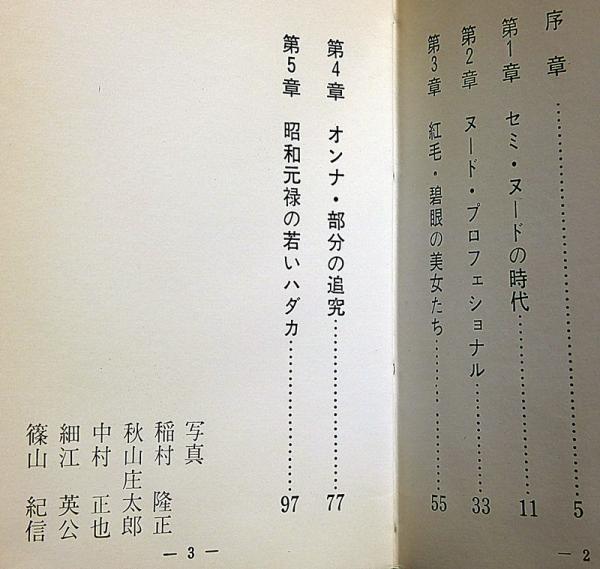 序章……………………………5
第1章　セミ・ヌードの時代……………………11
第2章　ヌード・プロフェショナル……………33
第3章　紅毛・碧眼の美女たち…………………55
— 2
第4章　オンナ・部分の追究……………………77
第5章　昭和元禄の若いハダカ…………………97
写真
稲村　隆正
秋山庄太郎
中村　正也
細江　英公
篠山　紀信
— 3 —